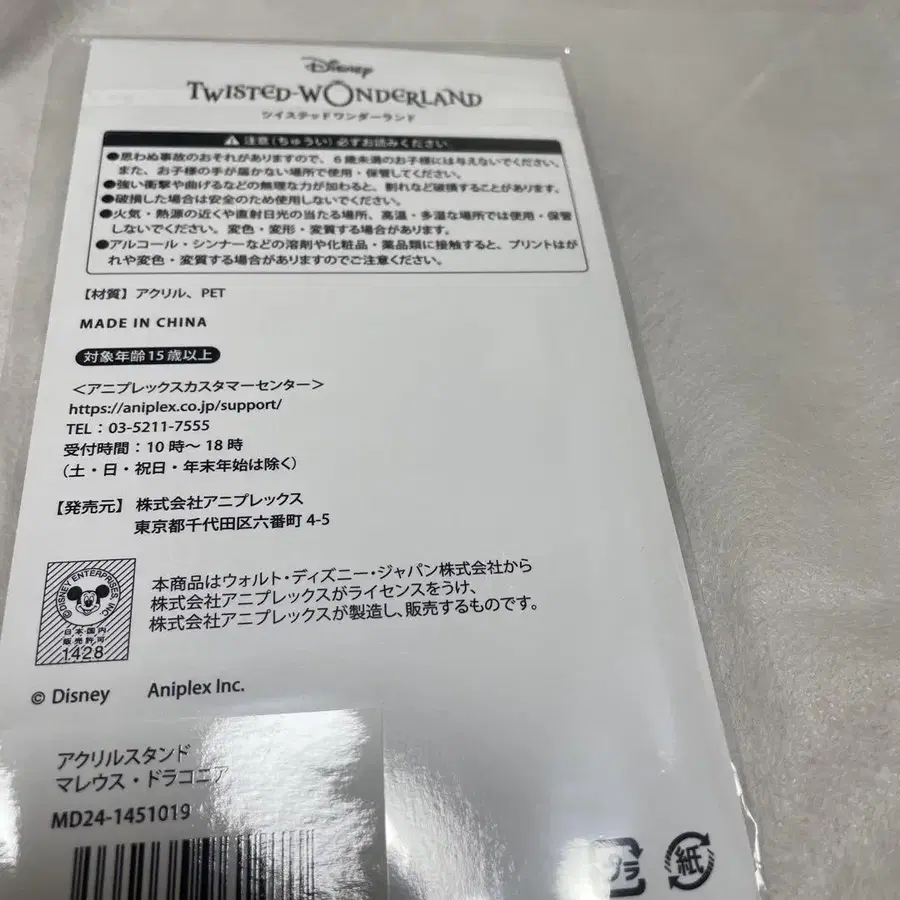 Disney
TWISTED-WONDERLAND
ツイステッドワンダーランド
注意(ちゅうい)必ずお読みください
●思わぬ事故のおそれがありますので、6歳未満のお子様には与えないでください。
また、お子様の手が届かない場所で使用・保管してください。
●強い衝撃や曲げるなどの無理な力が加わると、割れなど破損することがあります。
●破損した場合は安全のため使用しないでください。
●火気・熱源の近くや直射日光の当たる場所、高温・多湿な場所では使用・保管
しないでください。変色・変形・変質する場合があります。
●アルコール・シンナーなどの溶剤や化粧品・薬品類に接触すると、プリントはが
れや変色・変質する場合がありますのでご注意ください。
【材質】アクリル、PET
MADE IN CHINA
対象年齢15歳以上
<アニプレックスカスタマーセンター>
https://aniplex.co.jp/support/
TEL:03-5211-7555
受付時間:10時〜18時
(土・日・祝日・年末年始は除く)
【発売元】株式会社アニプレックス
東京都千代田区六番町4-5
©DISNEY ENTERPRISES, INC.
日本国内
販売許可
1428
本商品はウォルト・ディズニー・ジャパン株式会社から
株式会社アニプレックスがライセンスをうけ、
株式会社アニプレックスが製造し、販売するものです。
© Disney Aniplex Inc.
アクリルスタンド
マレウス・ドラコニア
MD24-1451019
プラ
紙